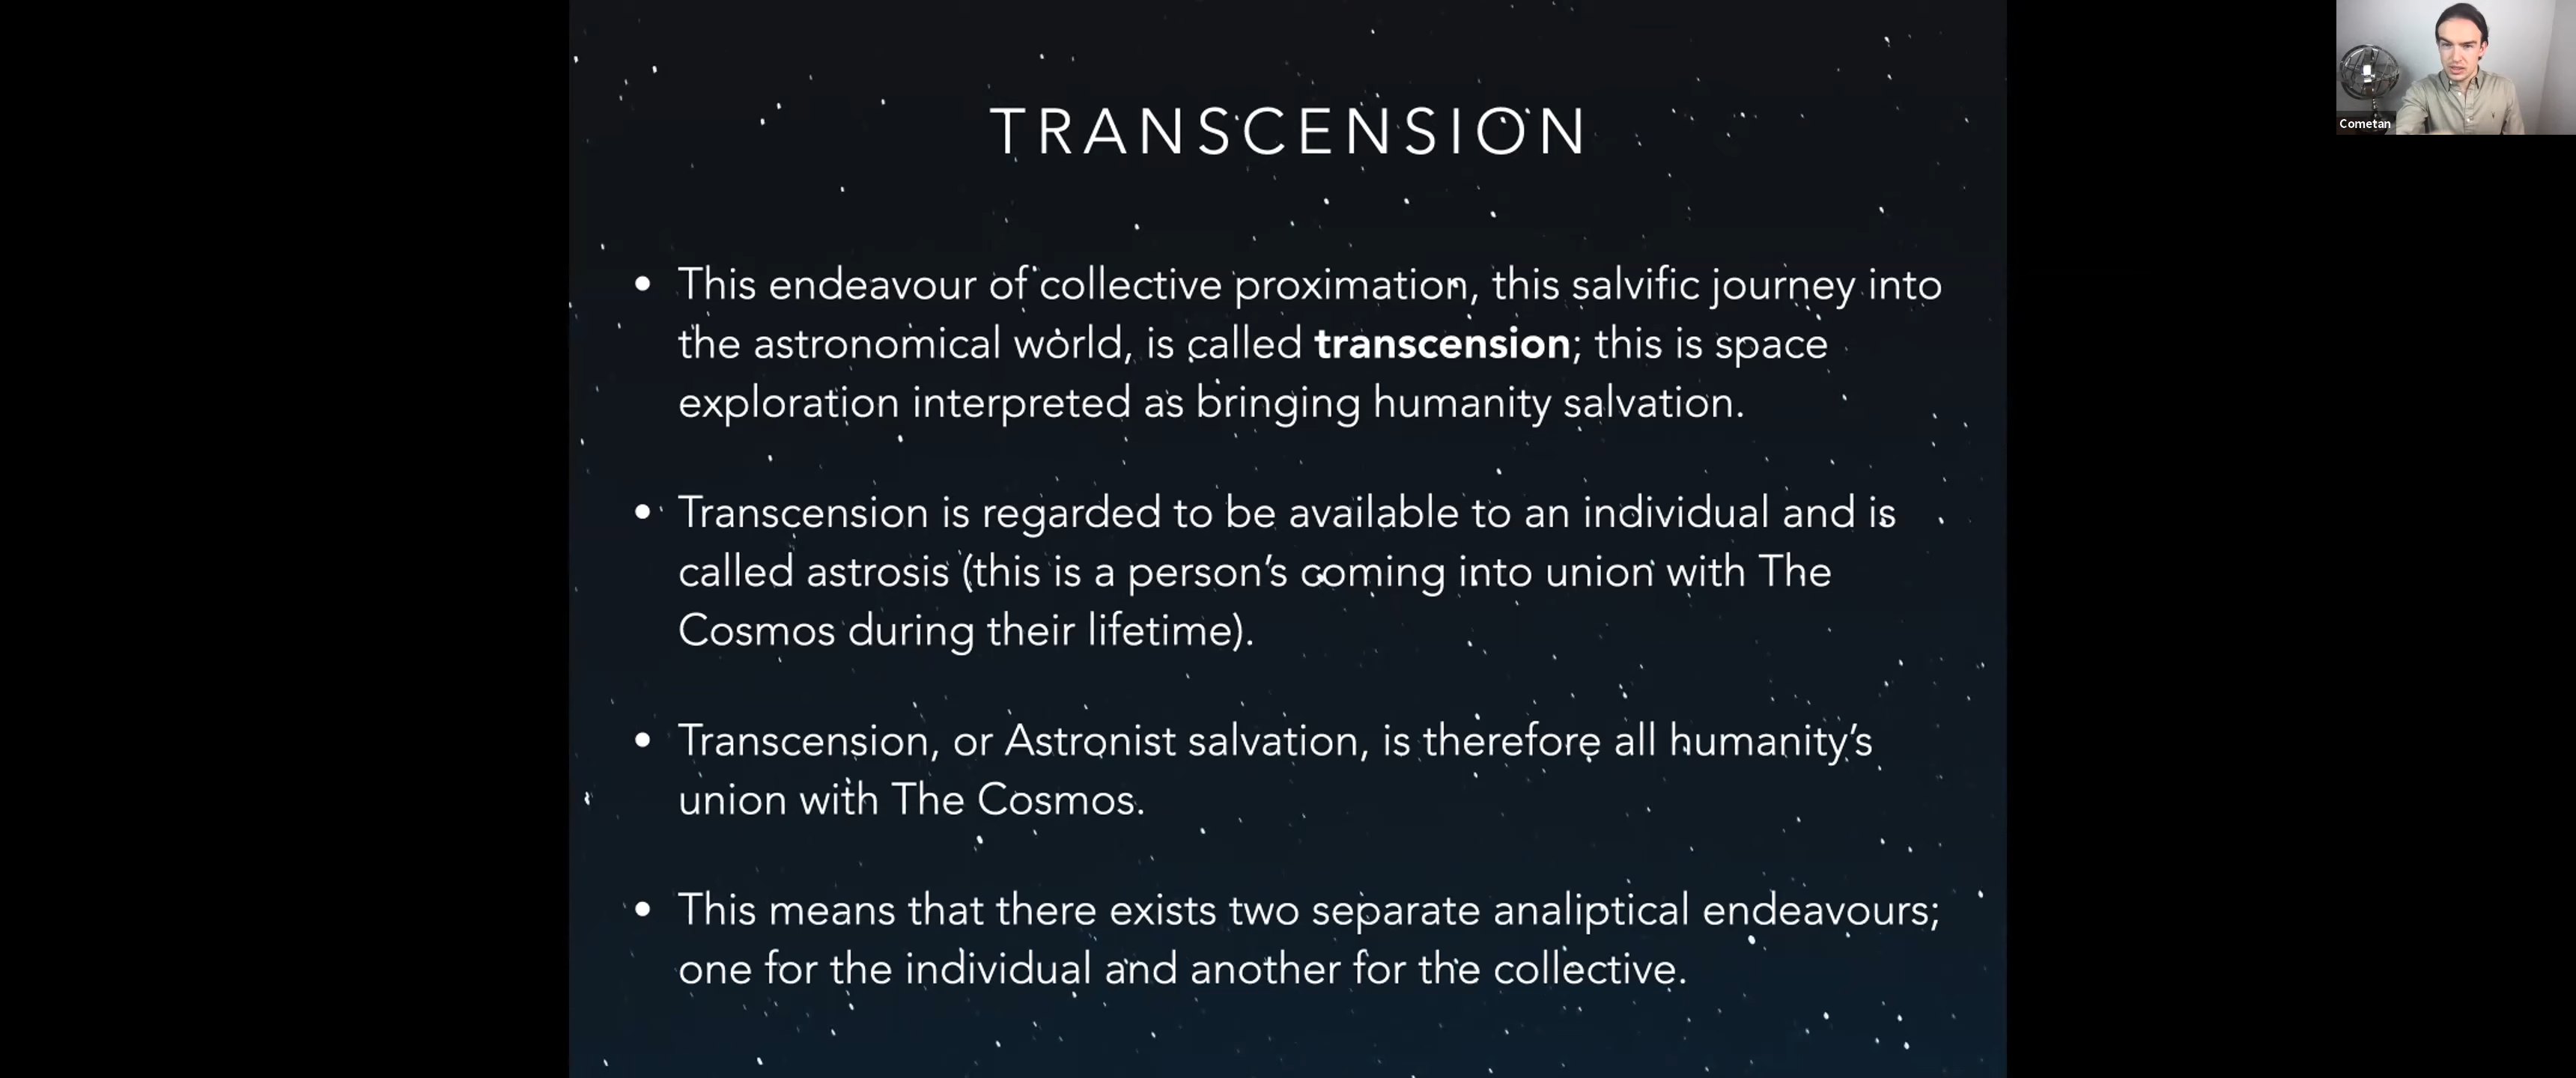 TRANSCENSION
• This endeavour of collective proximation, this salvific journey into
the astronomical world, is called transcension; this is space
exploration interpreted as bringing humanity salvation.
• Transcension is regarded to be available to an individual and is
called astrosis (this is a person’s coming into union with The
Cosmos during their lifetime).
• Transcension, or Astronist salvation, is therefore all humanity’s
union with The Cosmos.
• This means that there exists two separate analiptical endeavours;
one for the individual and another for the collective.
Cometan